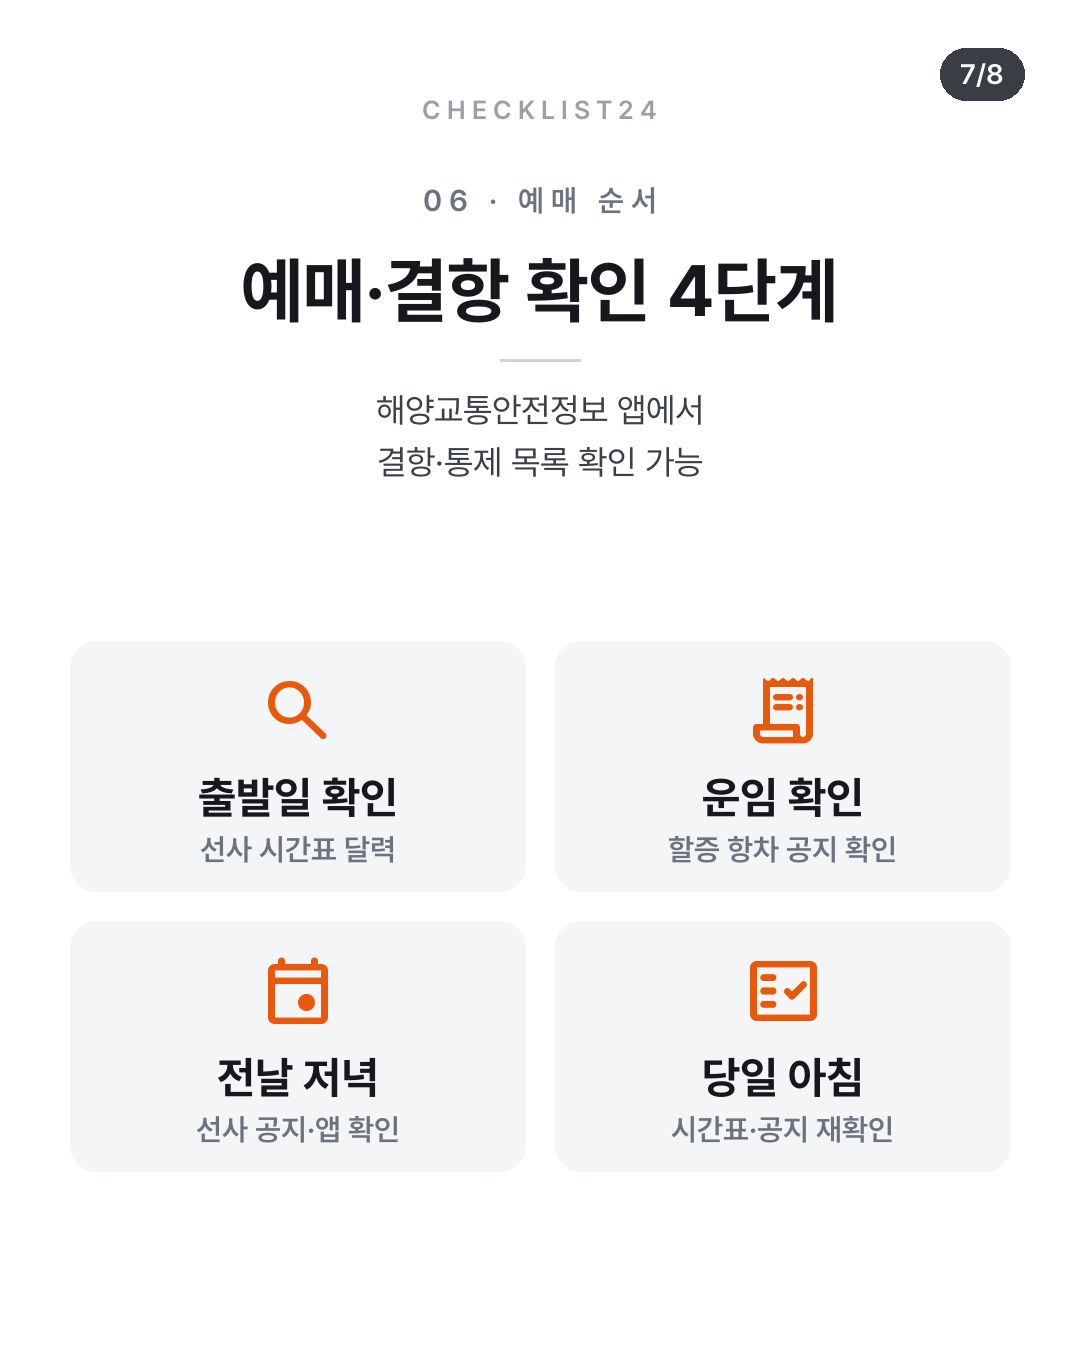 7/8
CHECKLIST24
06 · 예매 순서
예매·결항 확인 4단계
해양교통안전정보 앱에서
결항·통제 목록 확인 가능
출발일 확인
선사 시간표 달력
운임 확인
할증 항차 공지 확인
전날 저녁
선사 공지·앱 확인
당일 아침
시간표·공지 재확인